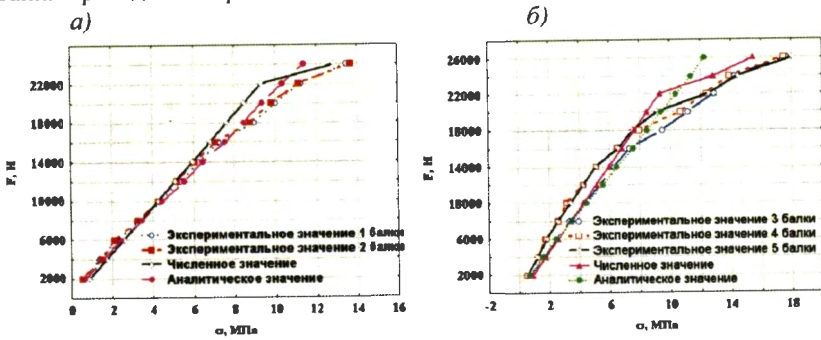 а)
F, Н
22000
18000
14000
10000
6000
2000
0 2 4 6 8 10 12 14 16
σ, МПа
Экспериментальное значение 1 балки
Экспериментальное значение 2 балки
Численное значение
Аналитическое значение
б)
F, Н
26000
22000
18000
14000
18000
6000
2000
-2 2 6 10 14 18
σ, МПа
Экспериментальное значение 3 балки
Экспериментальное значение 4 балки
Экспериментальное значение 5 балки
Численное значение
Аналитическое значение